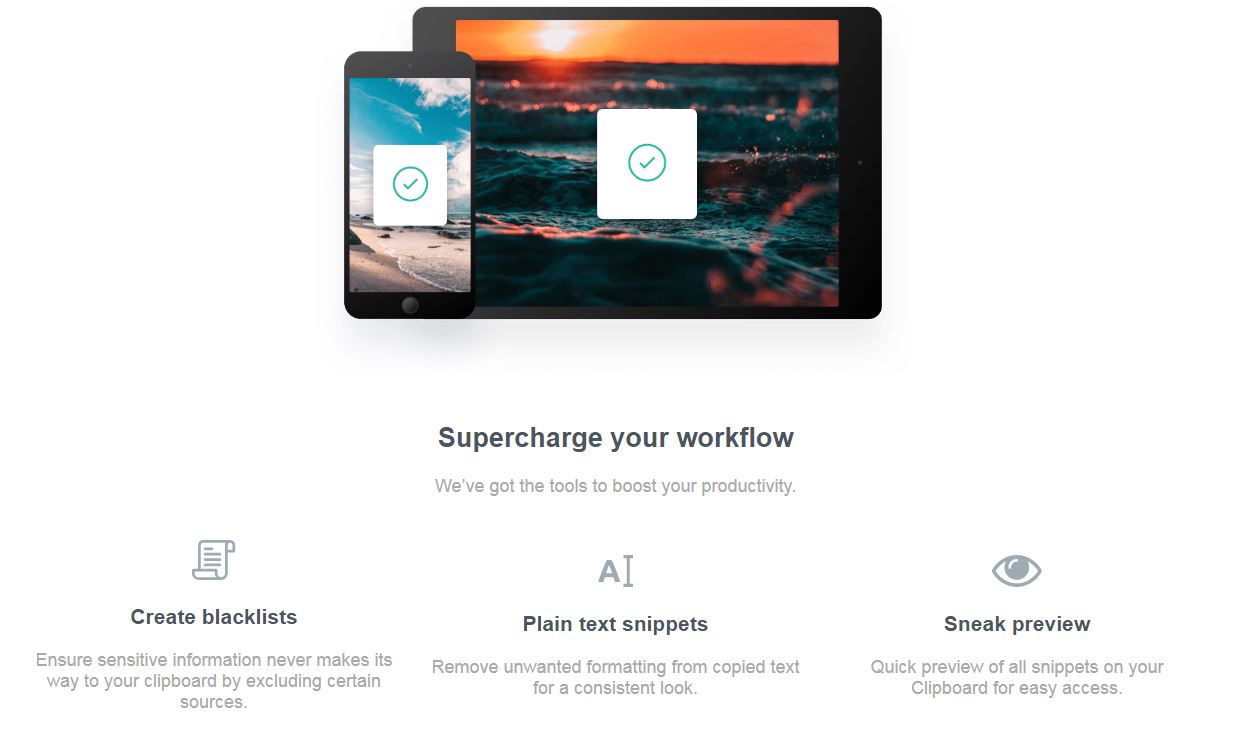 Supercharge your workflow
We've got the tools to boost your productivity.
Create blacklists
Ensure sensitive information never makes its
way to your clipboard by excluding certain
sources.
Plain text snippets
Remove unwanted formatting from copied text
for a consistent look.
Sneak preview
Quick preview of all snippets on your
Clipboard for easy access.